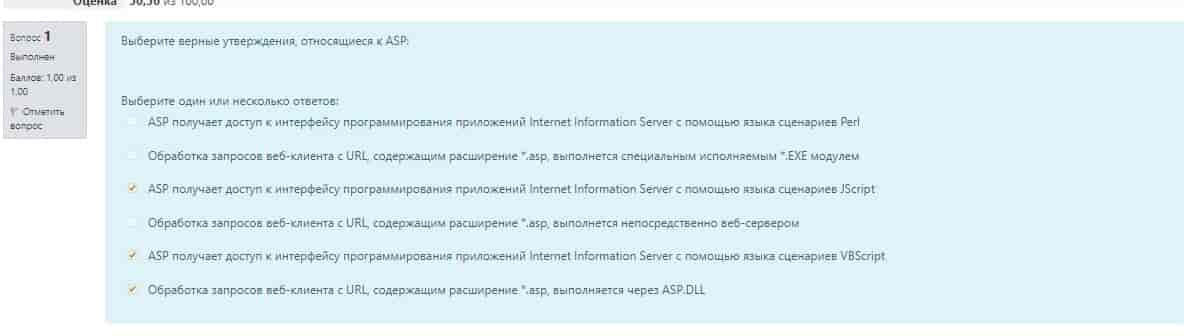 Оценка 50,50 из 100,00
Вопрос 1
Выполнен
Баллов: 1,00 из
1,00
Отметить
вопрос
Выберите верные утверждения, относящиеся к ASP:
Выберите один или несколько ответов:
ASP получает доступ к интерфейсу программирования приложений Internet Information Server с помощью языка сценариев Perl
Обработка запросов веб-клиента с URL, содержащим расширение *.asp, выполнется специальным исполняемым *.EXE модулем
ASP получает доступ к интерфейсу программирования приложений Internet Information Server с помощью языка сценариев JScript
Обработка запросов веб-клиента с URL, содержащим расширение *.asp, выполнется непосредственно веб-сервером
ASP получает доступ к интерфейсу программирования приложений Internet Information Server с помощью языка сценариев VBScript
Обработка запросов веб-клиента с URL, содержащим расширение *.asp, выполняется через ASP.DLL